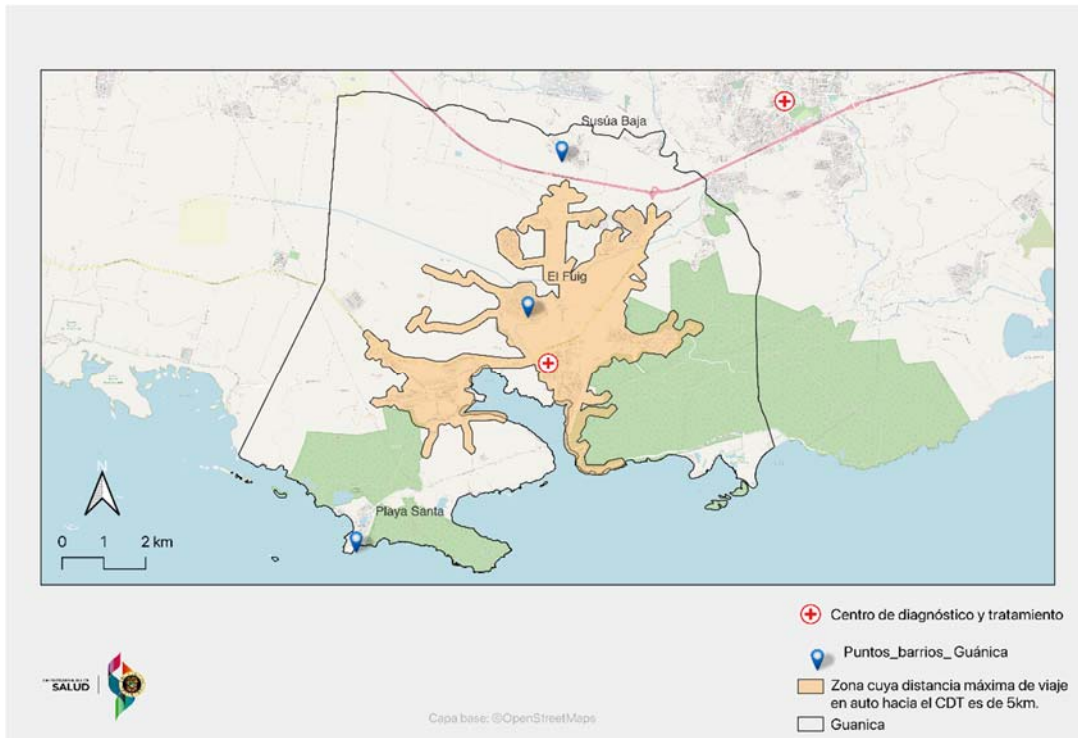 Susúa Baja
El Fuig
Playa Santa
N
0 1 2 km
Centro de diagnóstico y tratamiento
Puntos_barrios_ Guánica
Zona cuya distancia máxima de viaje
en auto hacia el CDT es de 5km.
Guanica
SALUD
Capa base: ©OpenStreetMaps